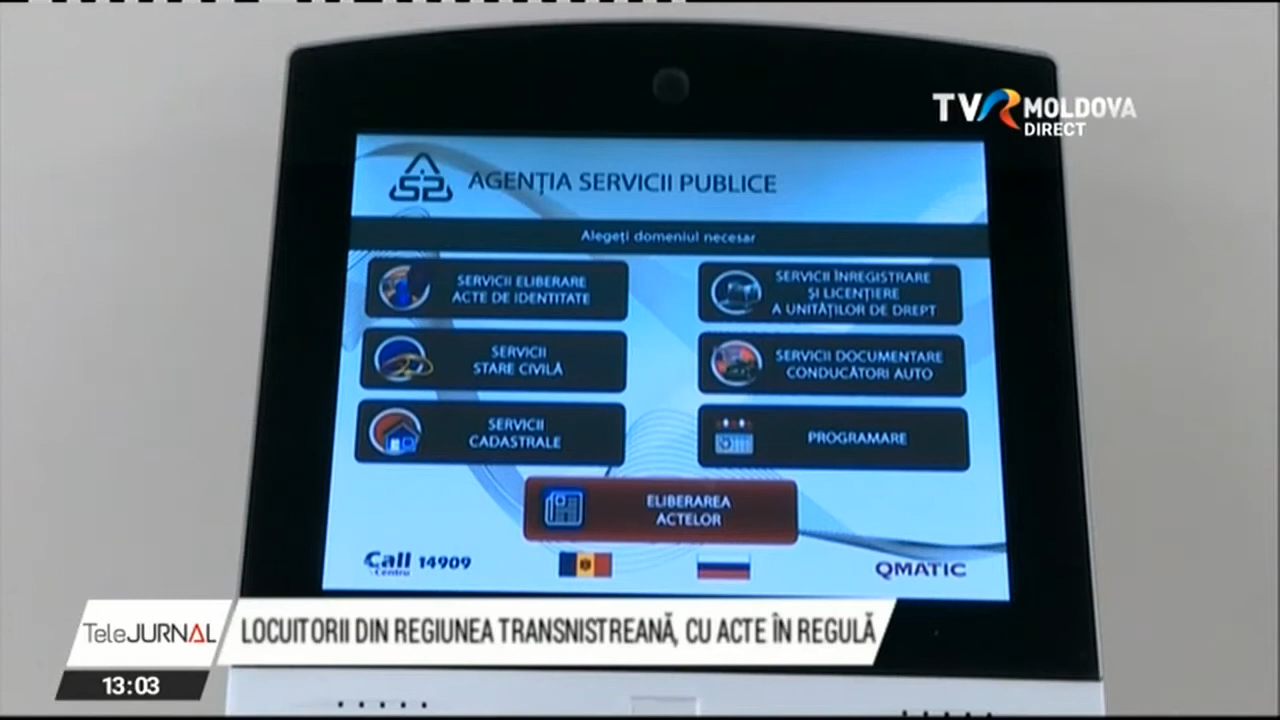 TVR MOLDOVA
DIRECT
AGENȚIA SERVICII PUBLICE
Alegeți domeniul necesar
SERVICII ELIBERARE
ACTE DE IDENTITATE
SERVICII ÎNREGISTRARE
ȘI LICENȚIERE
A UNITĂȚILOR DE DREPT
SERVICII
STARE CIVILĂ
SERVICII DOCUMENTARE
CONDUCĂTORI AUTO
SERVICII
CADASTRALE
PROGRAMARE
ELIBERAREA
ACTELOR
Call 14909
Centru
QMATIC
TeleJURNAL
LOCUITORII DIN REGIUNEA TRANSNISTREANĂ, CU ACTE ÎN REGULĂ
13:03